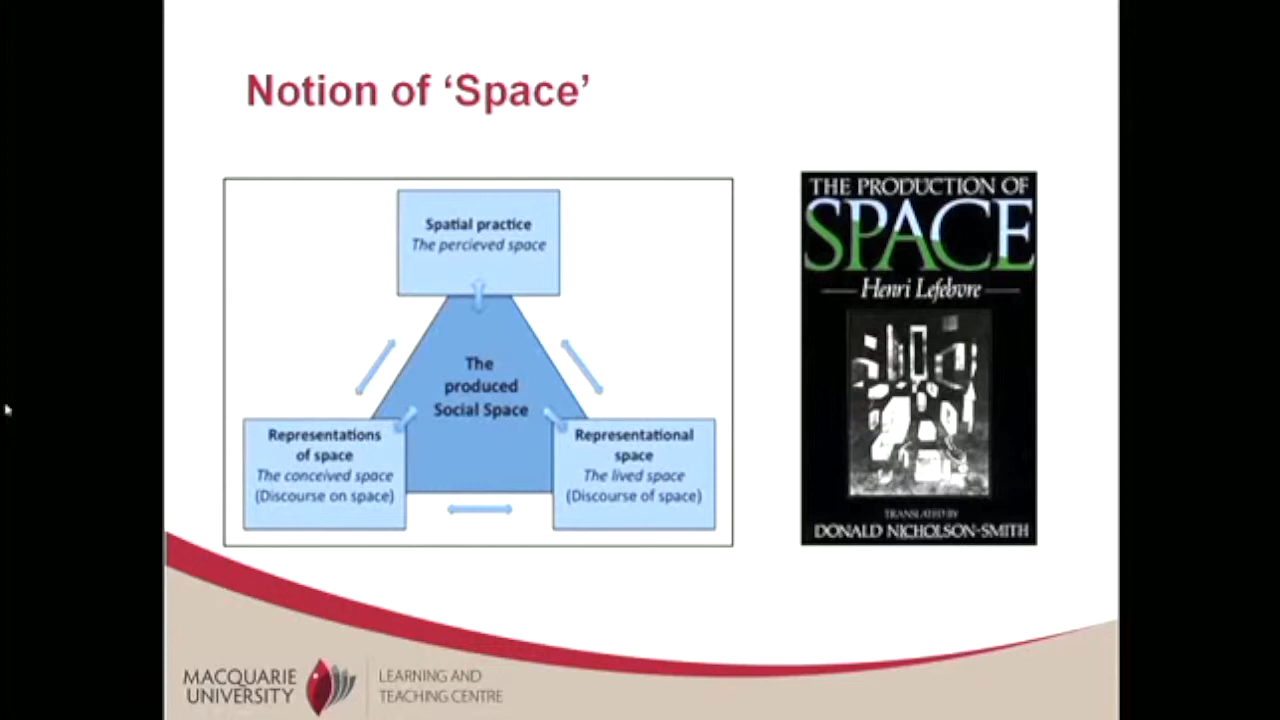 Notion of ‘Space’
Spatial practice
The percieved space
The
produced
Social Space
Representations
of space
The conceived space
(Discourse on space)
Representational
space
The lived space
(Discourse of space)
THE PRODUCTION OF
SPACE
Henri Lefebvre
TRANSLATED BY
DONALD NICHOLSON-SMITH
MACQUARIE
UNIVERSITY
LEARNING AND
TEACHING CENTRE